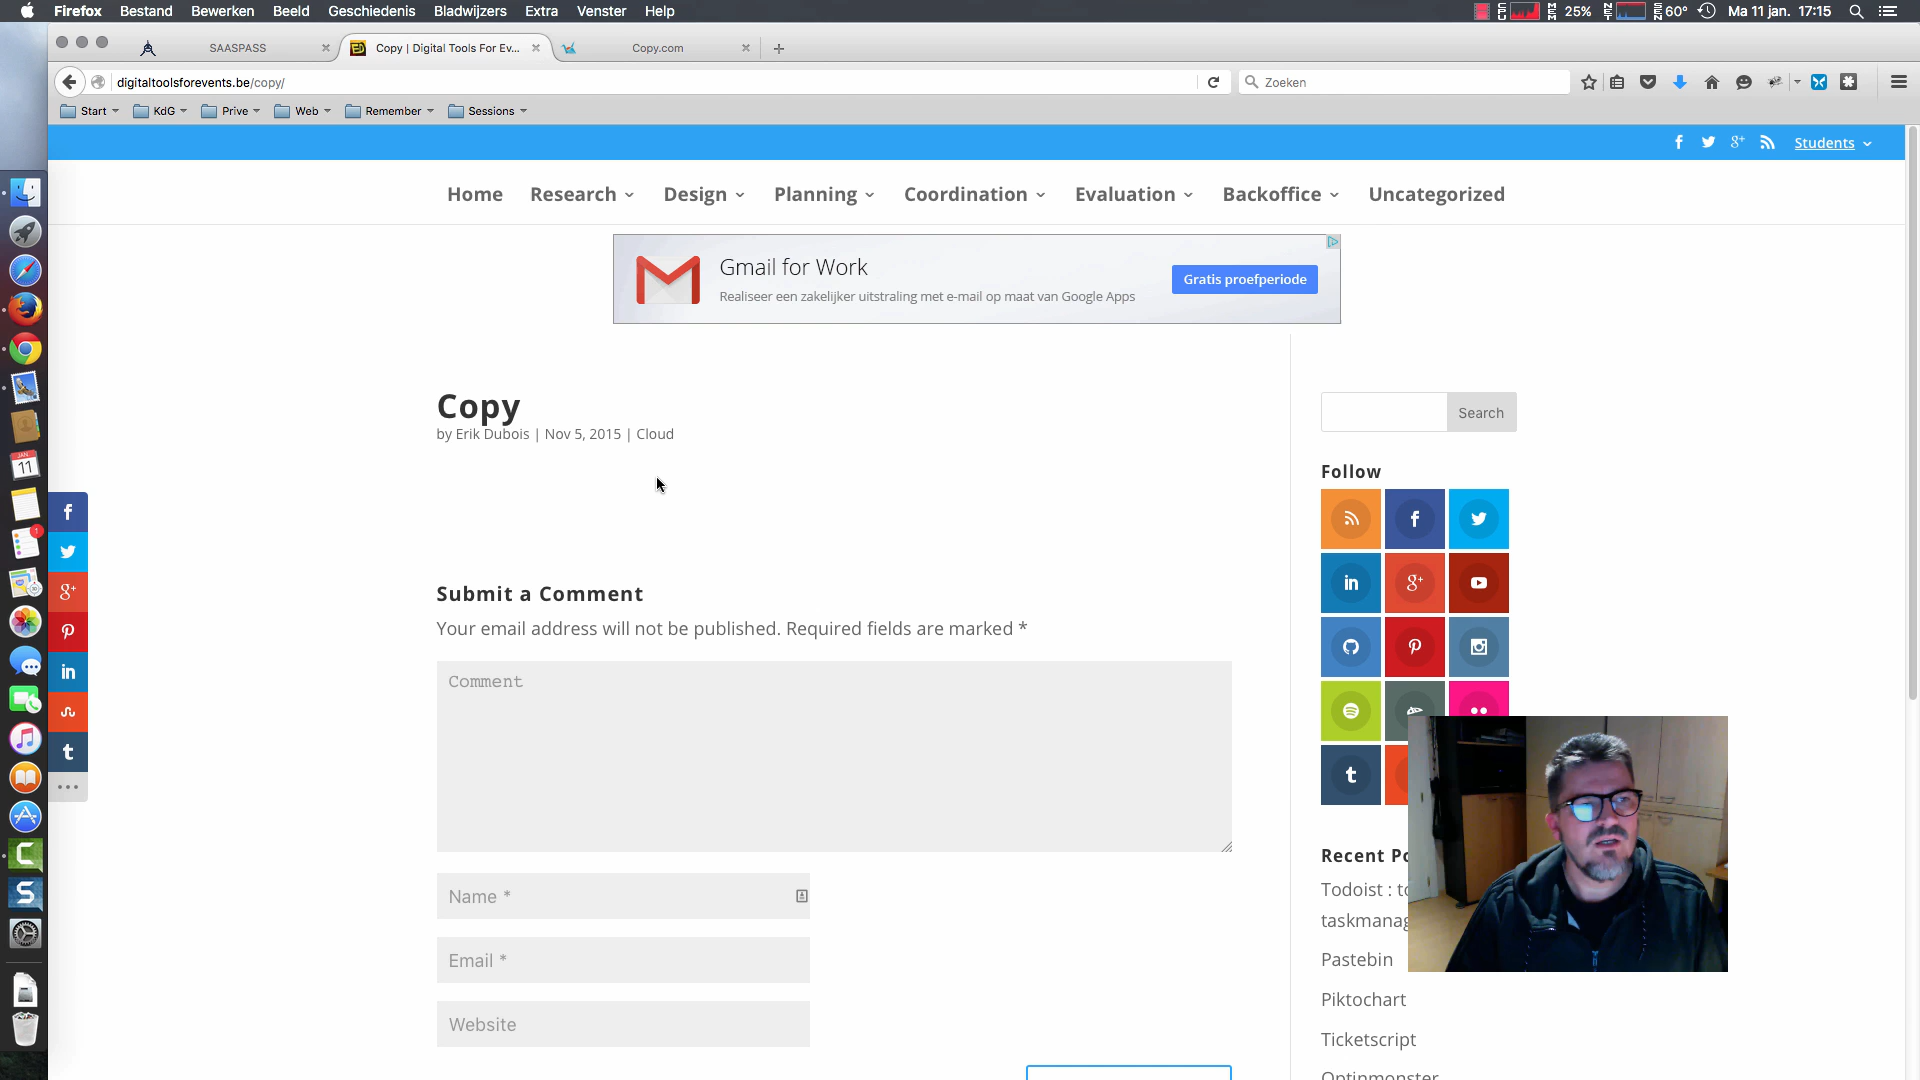 Firefox Bestand Bewerken Beeld Geschiedenis Bladwijzers Extra Venster Help
25% 60° Ma 11 jan. 17:15
SAASPASS
Copy | Digital Tools For Ev...
Copy.com
digitaltoolsforevents.be/copy/
Zoeken
Start KdG Prive Web Remember Sessions
Students
Home Research Design Planning Coordination Evaluation Backoffice Uncategorized
Gmail for Work
Realiseer een zakelijker uitstraling met e-mail op maat van Google Apps
Gratis proefperiode
Copy
by Erik Dubois | Nov 5, 2015 | Cloud
Search
Follow
Submit a Comment
Your email address will not be published. Required fields are marked *
Comment
Name *
Email *
Website
Recent Po
Todoist : to
taskmanag
Pastebin
Piktochart
Ticketscript
Optinmonster